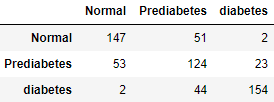 Normal Prediabetes diabetes
Normal 147 51 2
Prediabetes 53 124 23
diabetes 2 44 154